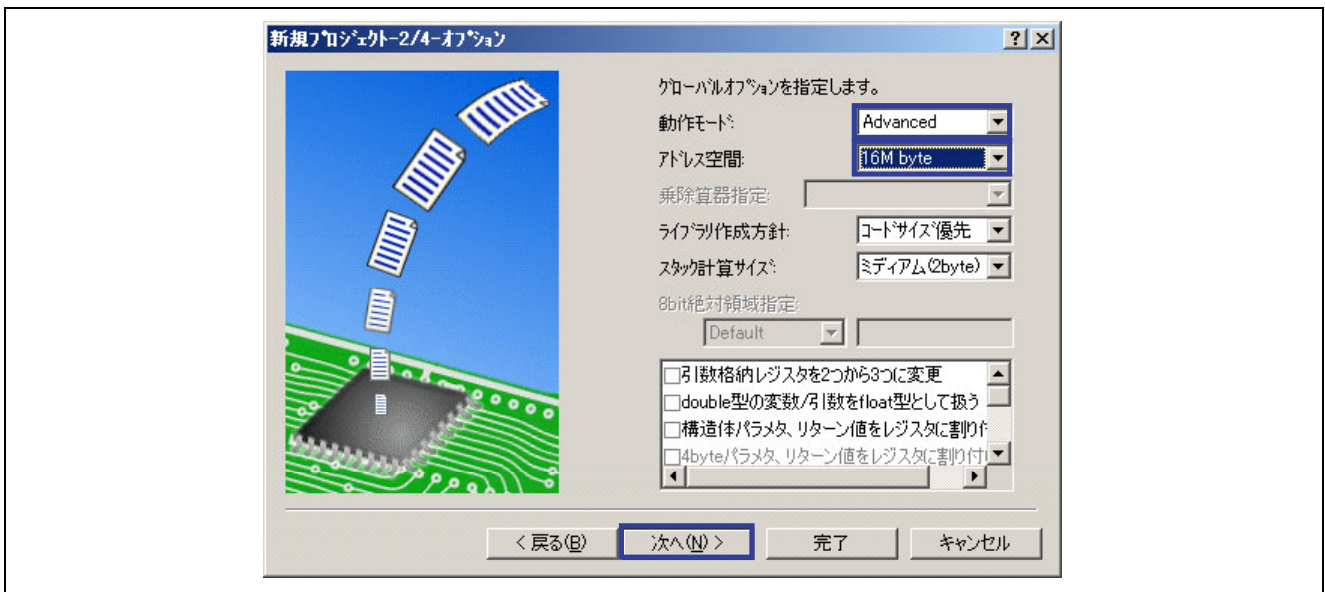 新規プロジェクト-2/4-オプション
グローバルオプションを指定します。
動作モード: Advanced
アドレス空間: 16M byte
乗除算器指定:
ライブラリ作成方針: コードサイズ優先
スタック計算サイズ: ミディアム(2byte)
8bit絶対領域指定:
Default
引数格納レジスタを2つから3つに変更
double型の変数/引数をfloat型として扱う
構造体パラメタ、リターン値をレジスタに割り付
4byteパラメタ、リターン値をレジスタに割り付け
< 戻る(B) 次へ(N) > 完了 キャンセル